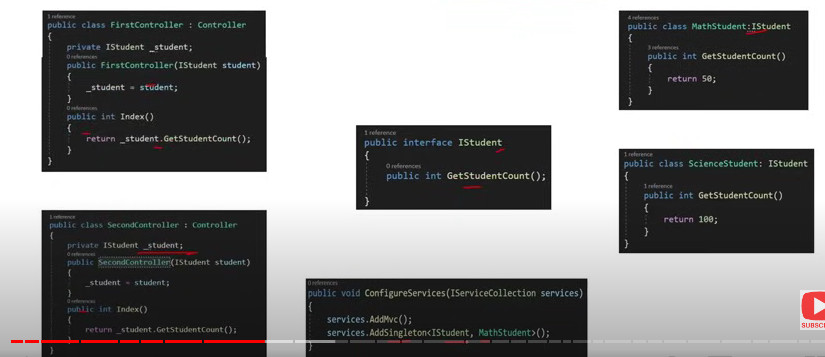 1 reference
public class FirstController : Controller
{
private IStudent _student;
0 references
public FirstController(IStudent student)
{
_student = student;
}
0 references
public int Index()
{
return _student.GetStudentCount();
}
}
1 reference
public class SecondController : Controller
{
private IStudent _student;
0 references
public SecondController(IStudent student)
{
_student = student;
}
0 references
public int Index()
{
return _student.GetStudentCount();
}
}
1 reference
public interface IStudent
{
0 references
public int GetStudentCount();
}
0 references
public void ConfigureServices(IServiceCollection services)
{
services.AddMvc();
services.AddSingleton<IStudent, MathStudent>();
}
4 references
public class MathStudent:IStudent
{
3 references
public int GetStudentCount()
{
return 50;
}
}
1 reference
public class ScienceStudent: IStudent
{
3 references
public int GetStudentCount()
{
return 100;
}
}